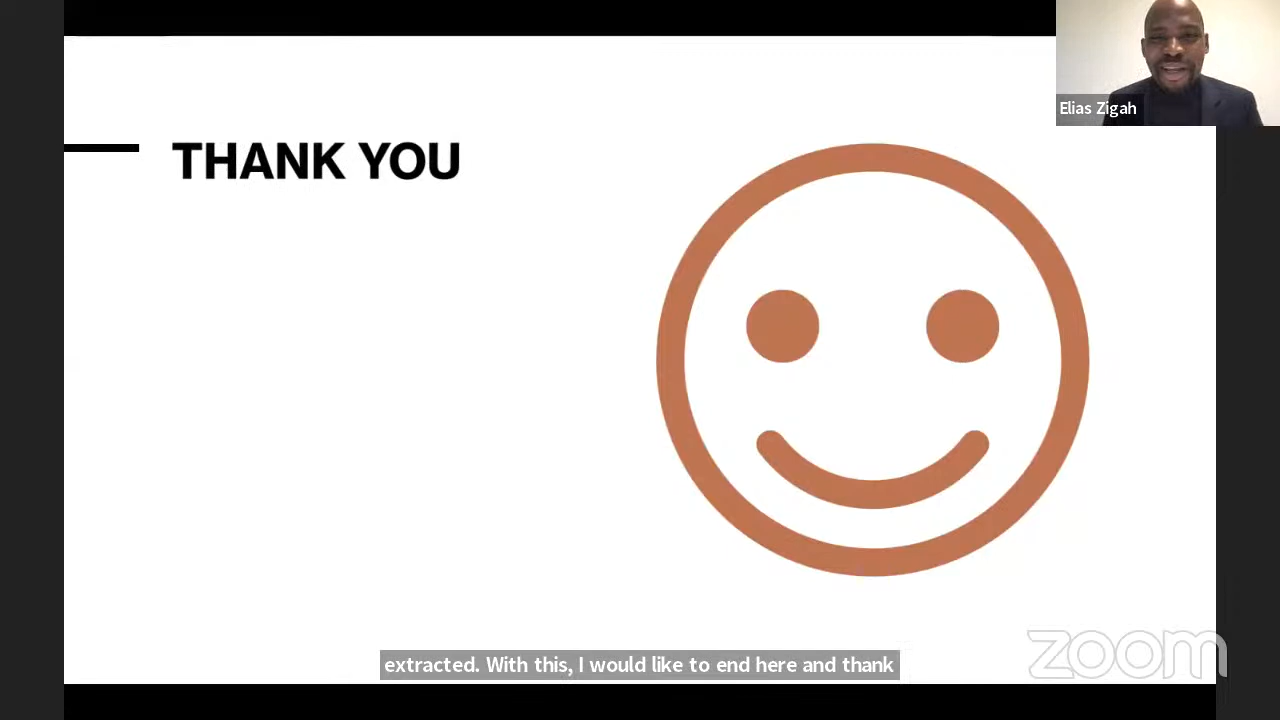 Elias Zigah
THANK YOU
zoom
extracted. With this, I would like to end here and thank